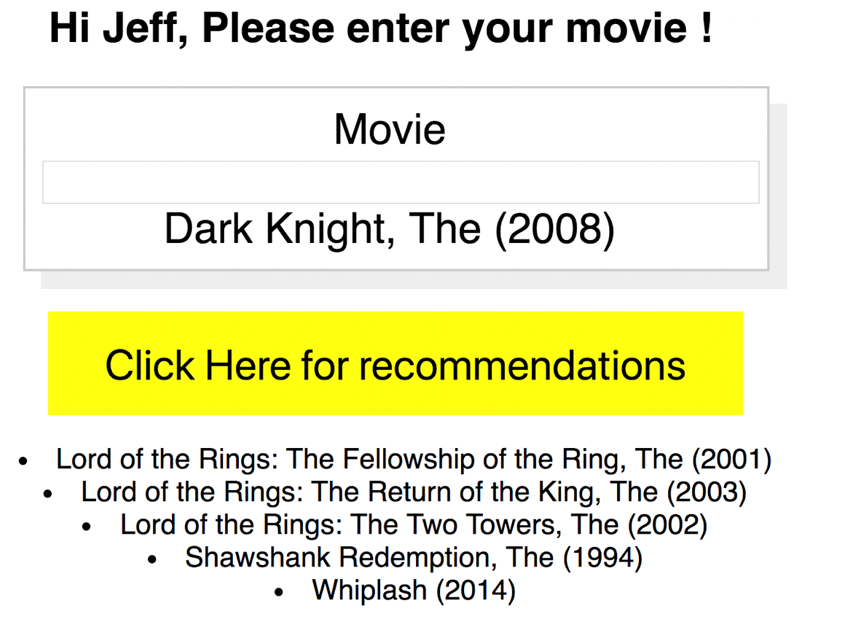 Hi Jeff, Please enter your movie !
Movie
Dark Knight, The (2008)
Click Here for recommendations
• Lord of the Rings: The Fellowship of the Ring, The (2001)
• Lord of the Rings: The Return of the King, The (2003)
• Lord of the Rings: The Two Towers, The (2002)
• Shawshank Redemption, The (1994)
• Whiplash (2014)